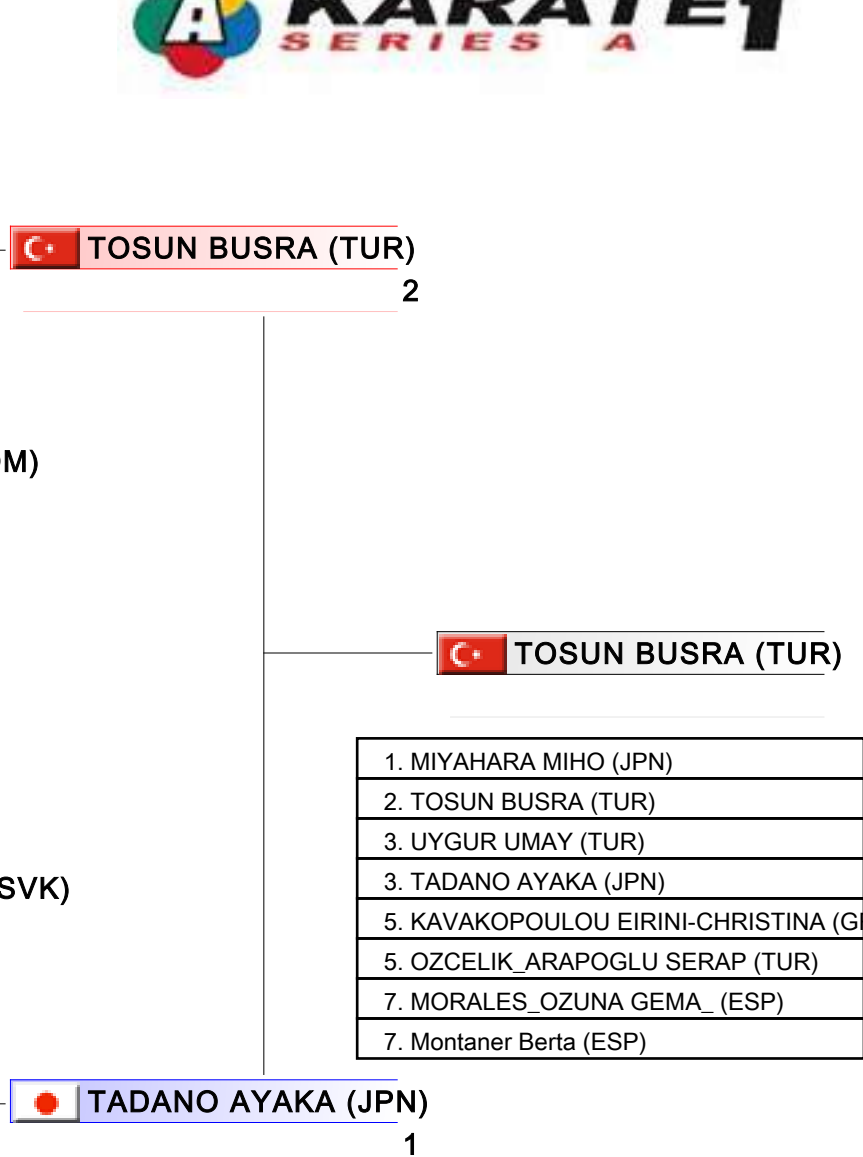 A KARATE1
SERIES A
TOSUN BUSRA (TUR)
2
M)
TOSUN BUSRA (TUR)
1. MIYAHARA MIHO (JPN)
2. TOSUN BUSRA (TUR)
3. UYGUR UMAY (TUR)
3. TADANO AYAKA (JPN)
SVK)
5. KAVAKOPOULOU EIRINI-CHRISTINA (G
5. OZCELIK_ARAPOGLU SERAP (TUR)
7. MORALES_OZUNA GEMA_ (ESP)
7. Montaner Berta (ESP)
TADANO AYAKA (JPN)
1